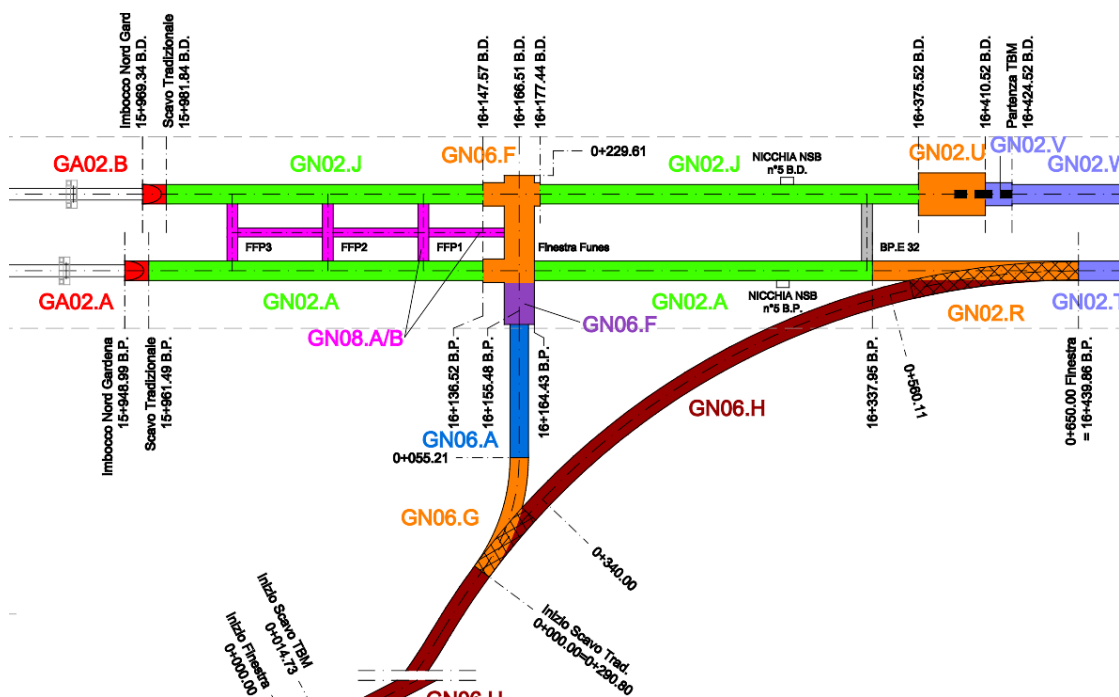 Imbocco Nord Gard
15+969.34 B.D.
Scavo Tradizionale
15+981.84 B.D.
16+147.57 B.D.
16+166.51 B.D.
16+177.44 B.D.
16+375.52 B.D.
16+410.52 B.D.
Partenza TBM
16+424.52 B.D.
GA02.B
GN02.J
GN06.F
0+229.61
GN02.J
NICCHIA NSB
n°5 B.D.
GN02.U
GN02.V
GN02.W
FFP3
FFP2
FFP1
Finestra Funes
BP.E 32
GA02.A
GN02.A
GN08.A/B
GN06.F
GN02.A
NICCHIA NSB
n°5 B.P.
GN02.R
GN02.T
Imbocco Nord Gardena
15+948.99 B.P.
Scavo Tradizionale
15+961.49 B.P.
16+136.52 B.P.
16+155.48 B.P.
16+164.43 B.P.
16+337.95 B.P.
0+560.11
0+650.00 Finestra
= 16+439.86 B.P.
GN06.H
GN06.A
0+055.21
GN06.G
0+340.00
Inizio Scavo Trad.
0+000.00=0+290.80
Inizio Scavo TBM
0+014.73
Inizio Finestra
0+000.00
GN06.H